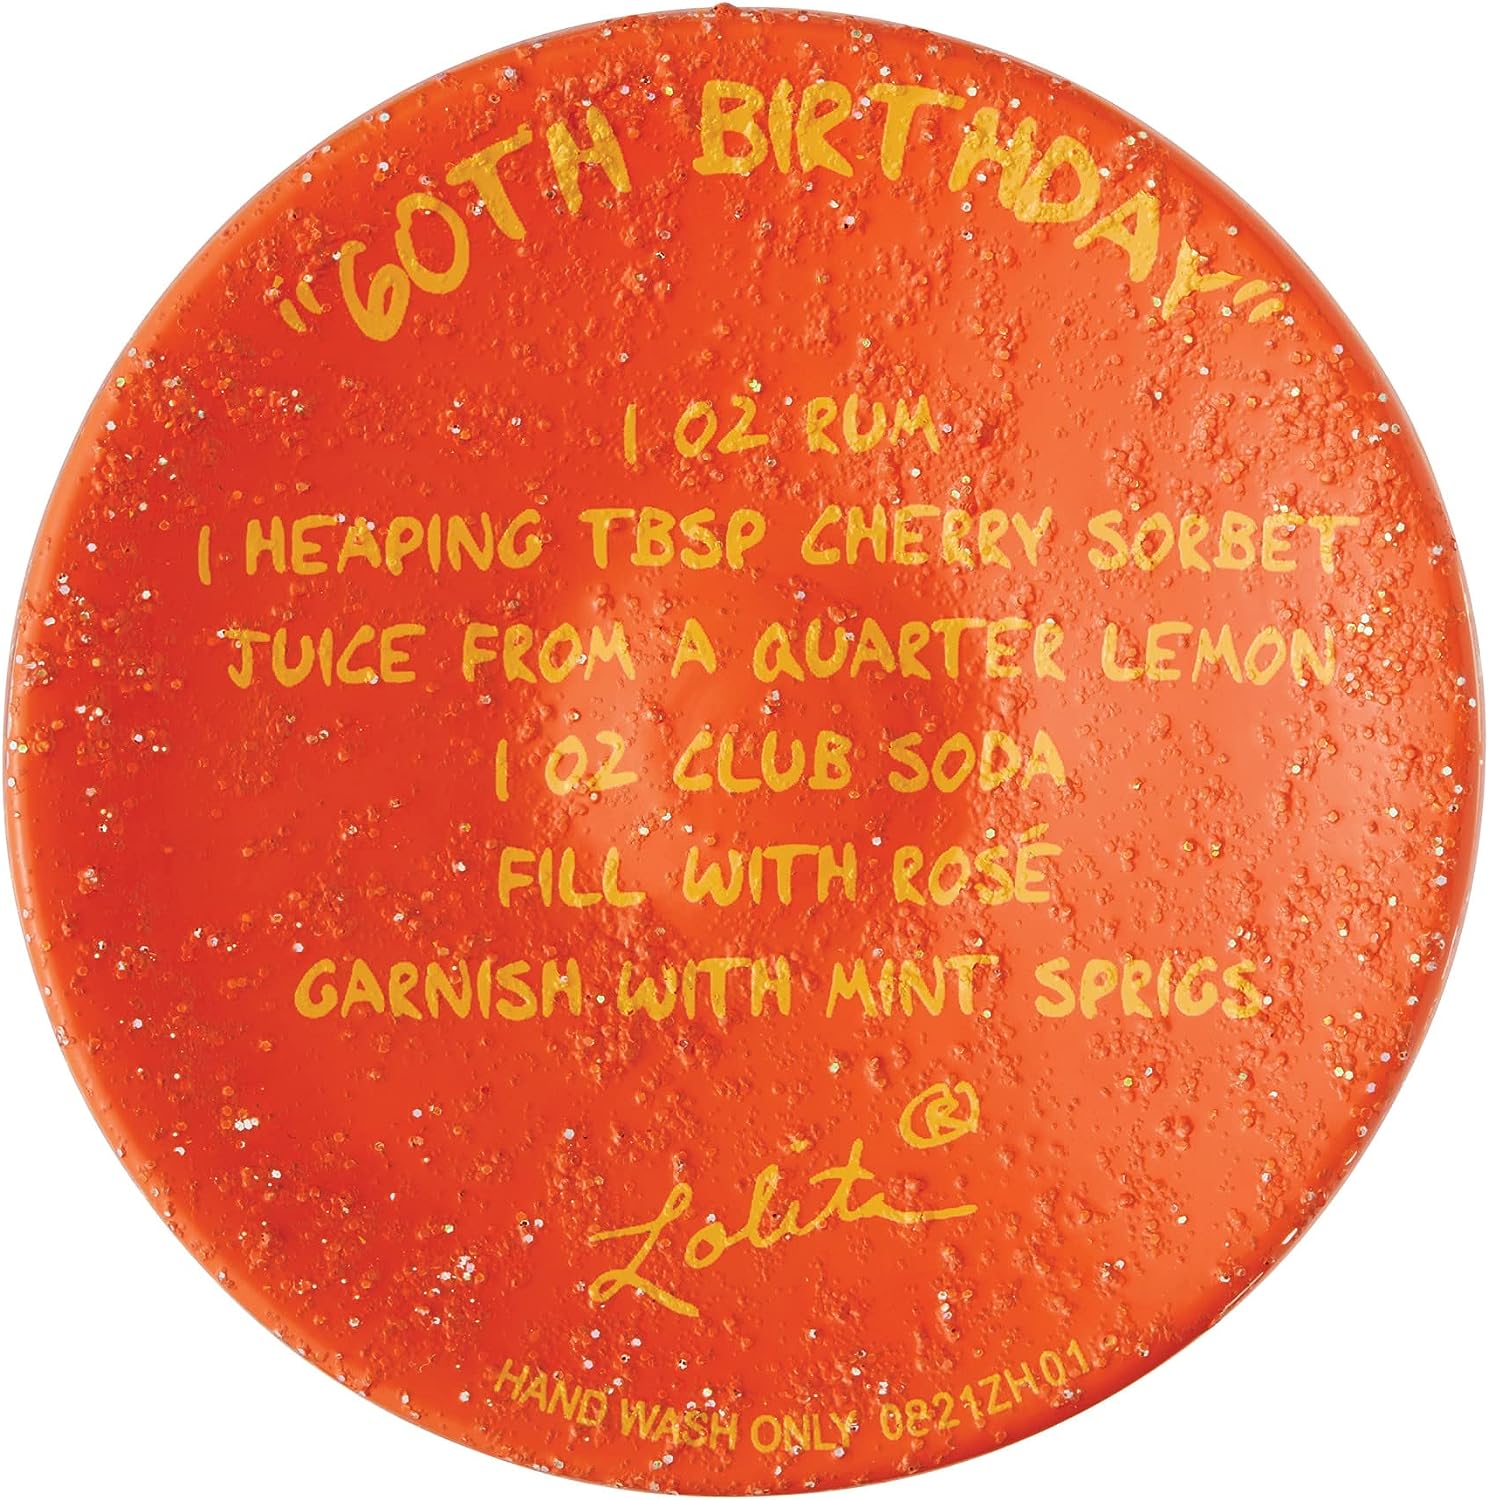 "60TH BIRTHDAY"
1 OZ RUM
1 HEAPING TBSP CHERRY SORBET
JUICE FROM A QUARTER LEMON
1 OZ CLUB SODA
FILL WITH ROSÉ
GARNISH WITH MINT SPRIGS
Lolita®
HAND WASH ONLY 0821ZH01